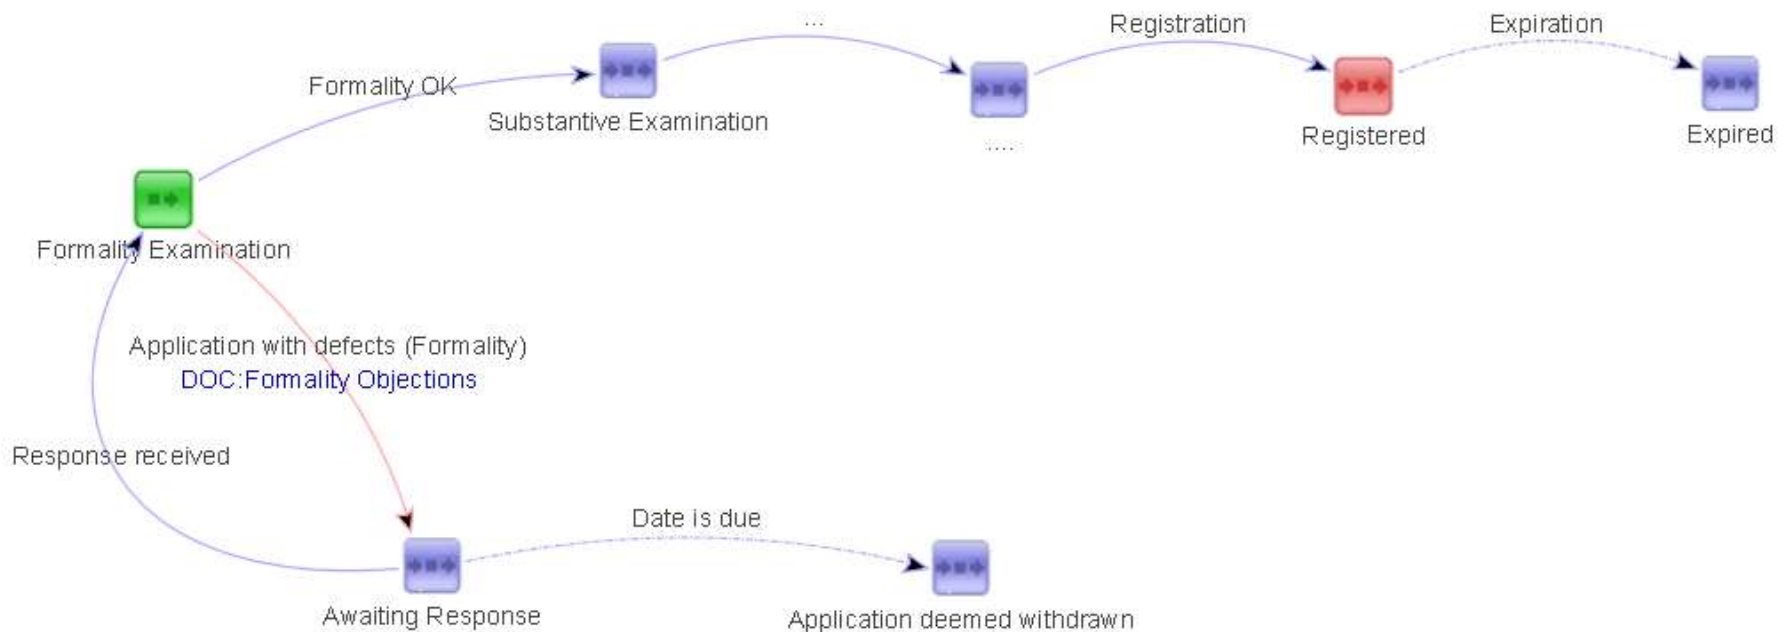 ...
Registration
Expiration
Formality OK
Substantive Examination
....
Registered
Expired
Formality Examination
Application with defects (Formality)
DOC:Formality Objections
Response received
Date is due
Awaiting Response
Application deemed withdrawn